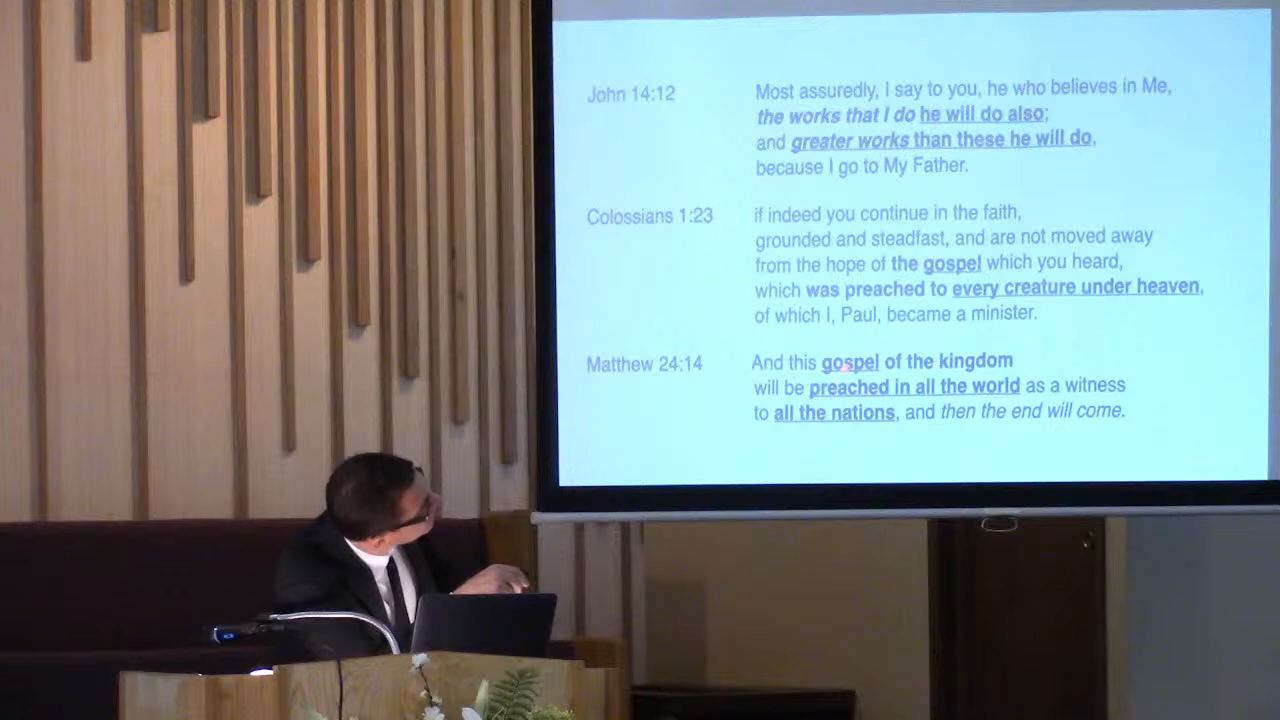 John 14:12 Most assuredly, I say to you, he who believes in Me,
the works that I do he will do also;
and greater works than these he will do,
because I go to My Father.
Colossians 1:23 if indeed you continue in the faith,
grounded and steadfast, and are not moved away
from the hope of the gospel which you heard,
which was preached to every creature under heaven,
of which I, Paul, became a minister.
Matthew 24:14 And this gospel of the kingdom
will be preached in all the world as a witness
to all the nations, and then the end will come.